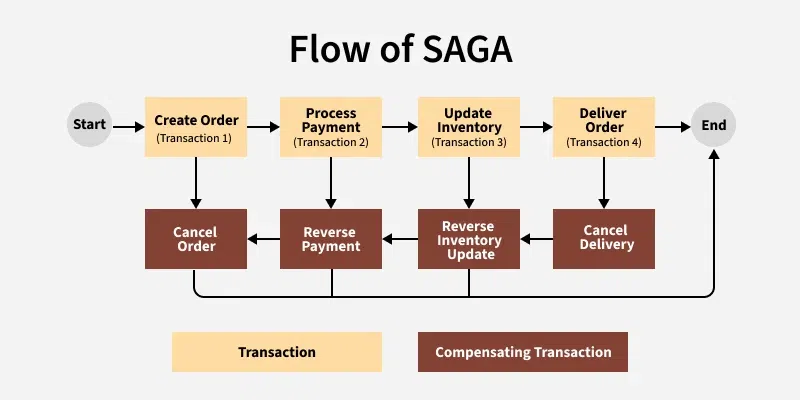 Flow of SAGA
Start
Create Order
(Transaction 1)
Process
Payment
(Transaction 2)
Update
Inventory
(Transaction 3)
Deliver
Order
(Transaction 4)
End
Cancel
Order
Reverse
Payment
Reverse
Inventory
Update
Cancel
Delivery
Transaction
Compensating Transaction